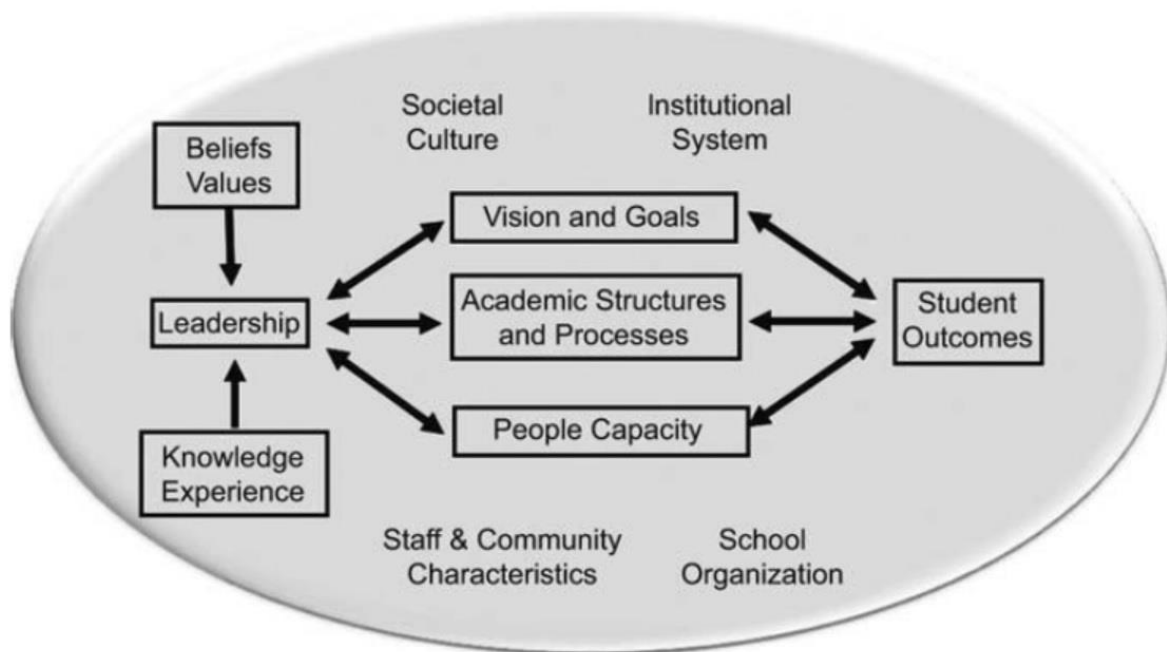 Societal
Culture
Institutional
System
Beliefs
Values
Vision and Goals
Leadership
Academic Structures
and Processes
Student
Outcomes
People Capacity
Knowledge
Experience
Staff & Community
Characteristics
School
Organization